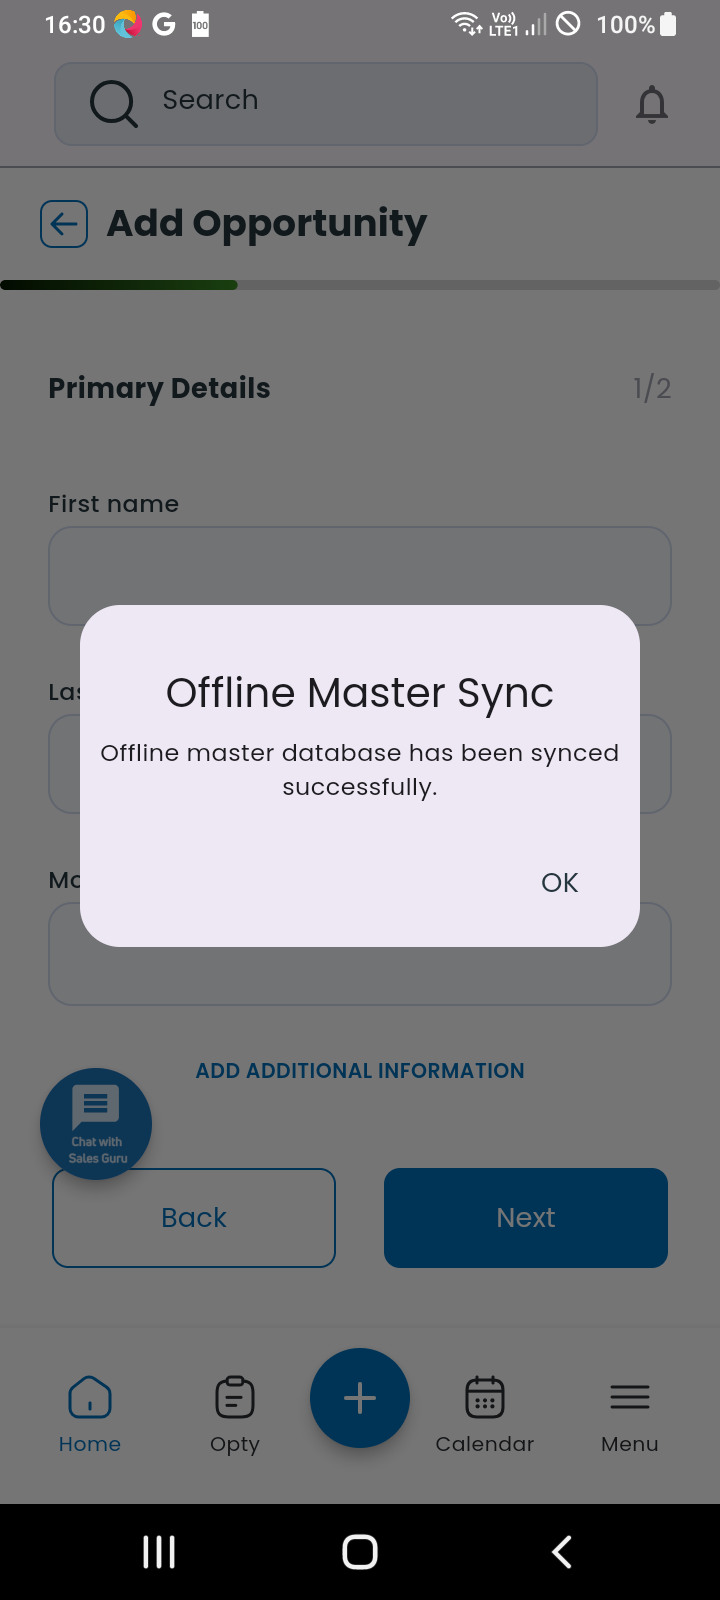 16:30 100 Vo)) LTE1 100%
Search
Add Opportunity
Primary Details 1/2
First name
Las
Offline Master Sync
Offline master database has been synced
successfully.
Mo
OK
ADD ADDITIONAL INFORMATION
Chat with
Sales Guru
Back Next
Home Opty Calendar Menu